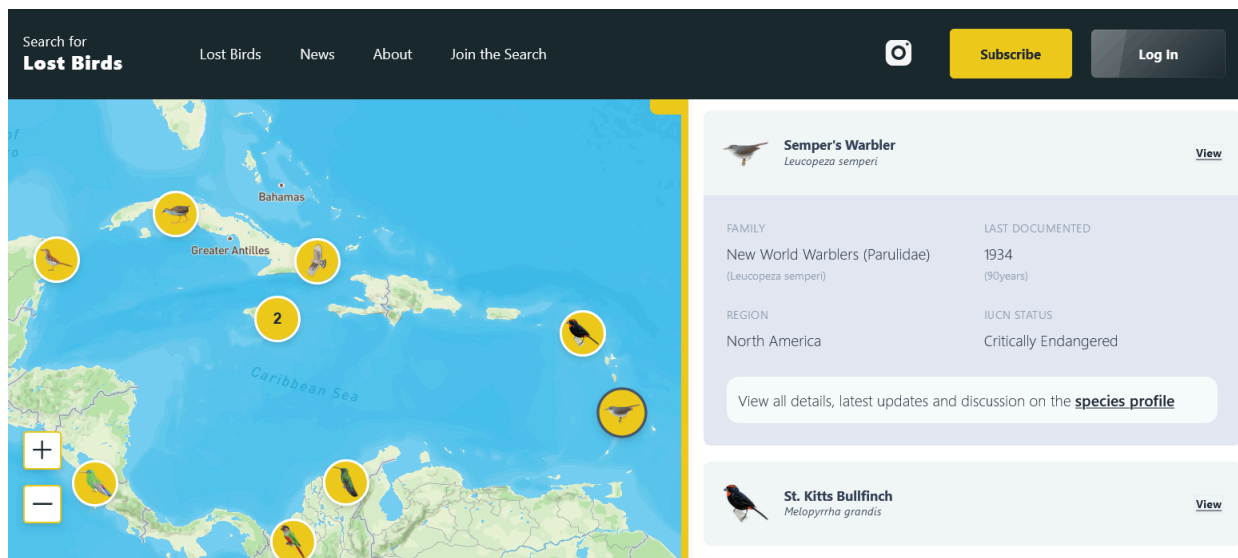 Search for
Lost Birds
Lost Birds
News
About
Join the Search
Subscribe
Log In
Bahamas
Greater Antilles
2
Caribbean Sea
+
−
Semper's Warbler
Leucopeza semperi
View
FAMILY
New World Warblers (Parulidae)
(Leucopeza semperi)
LAST DOCUMENTED
1934
(90years)
REGION
North America
IUCN STATUS
Critically Endangered
View all details, latest updates and discussion on the species profile
St. Kitts Bullfinch
Melopyrrha grandis
View